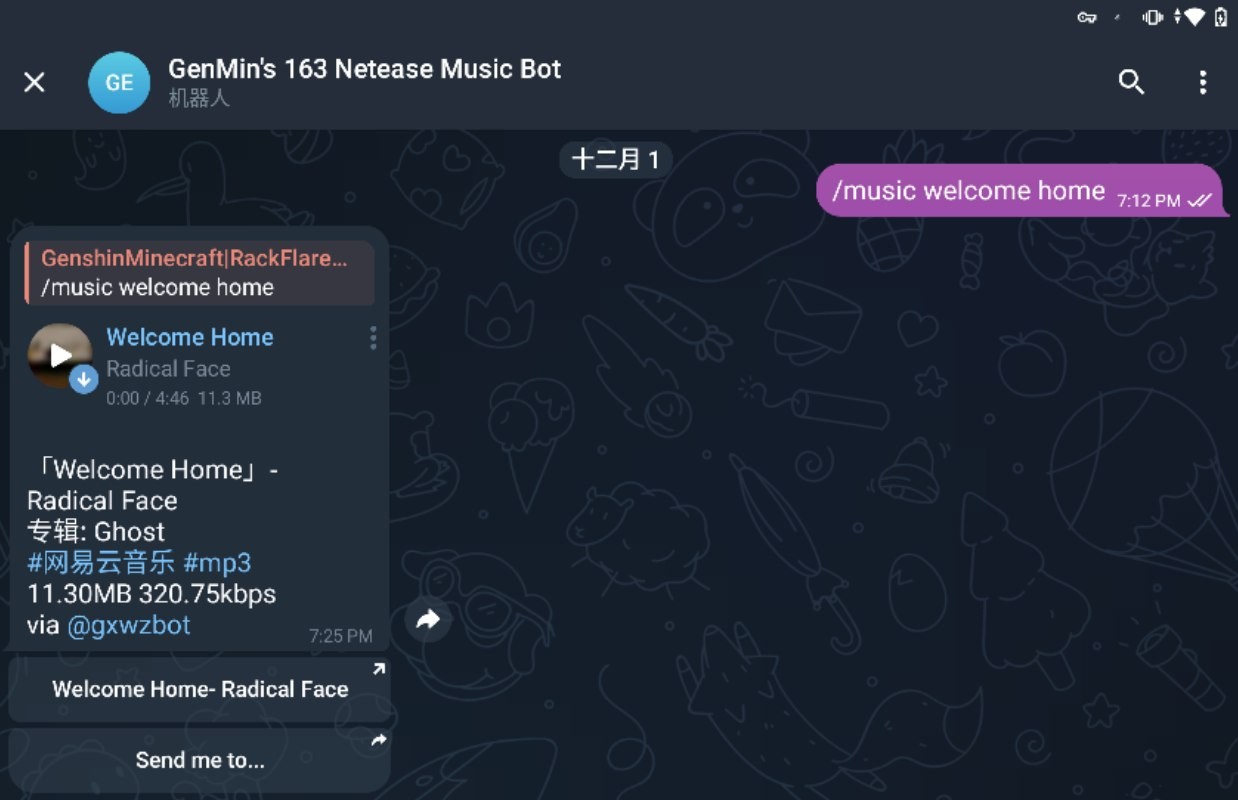 GE
GenMin's 163 Netease Music Bot
机器人
十二月 1
/music welcome home 7:12 PM
GenshinMinecraft|RackFlare...
/music welcome home
Welcome Home
Radical Face
0:00 / 4:46 11.3 MB
「Welcome Home」-
Radical Face
专辑: Ghost
#网易云音乐 #mp3
11.30MB 320.75kbps
via @gxwzbot
7:25 PM
Welcome Home- Radical Face
Send me to...